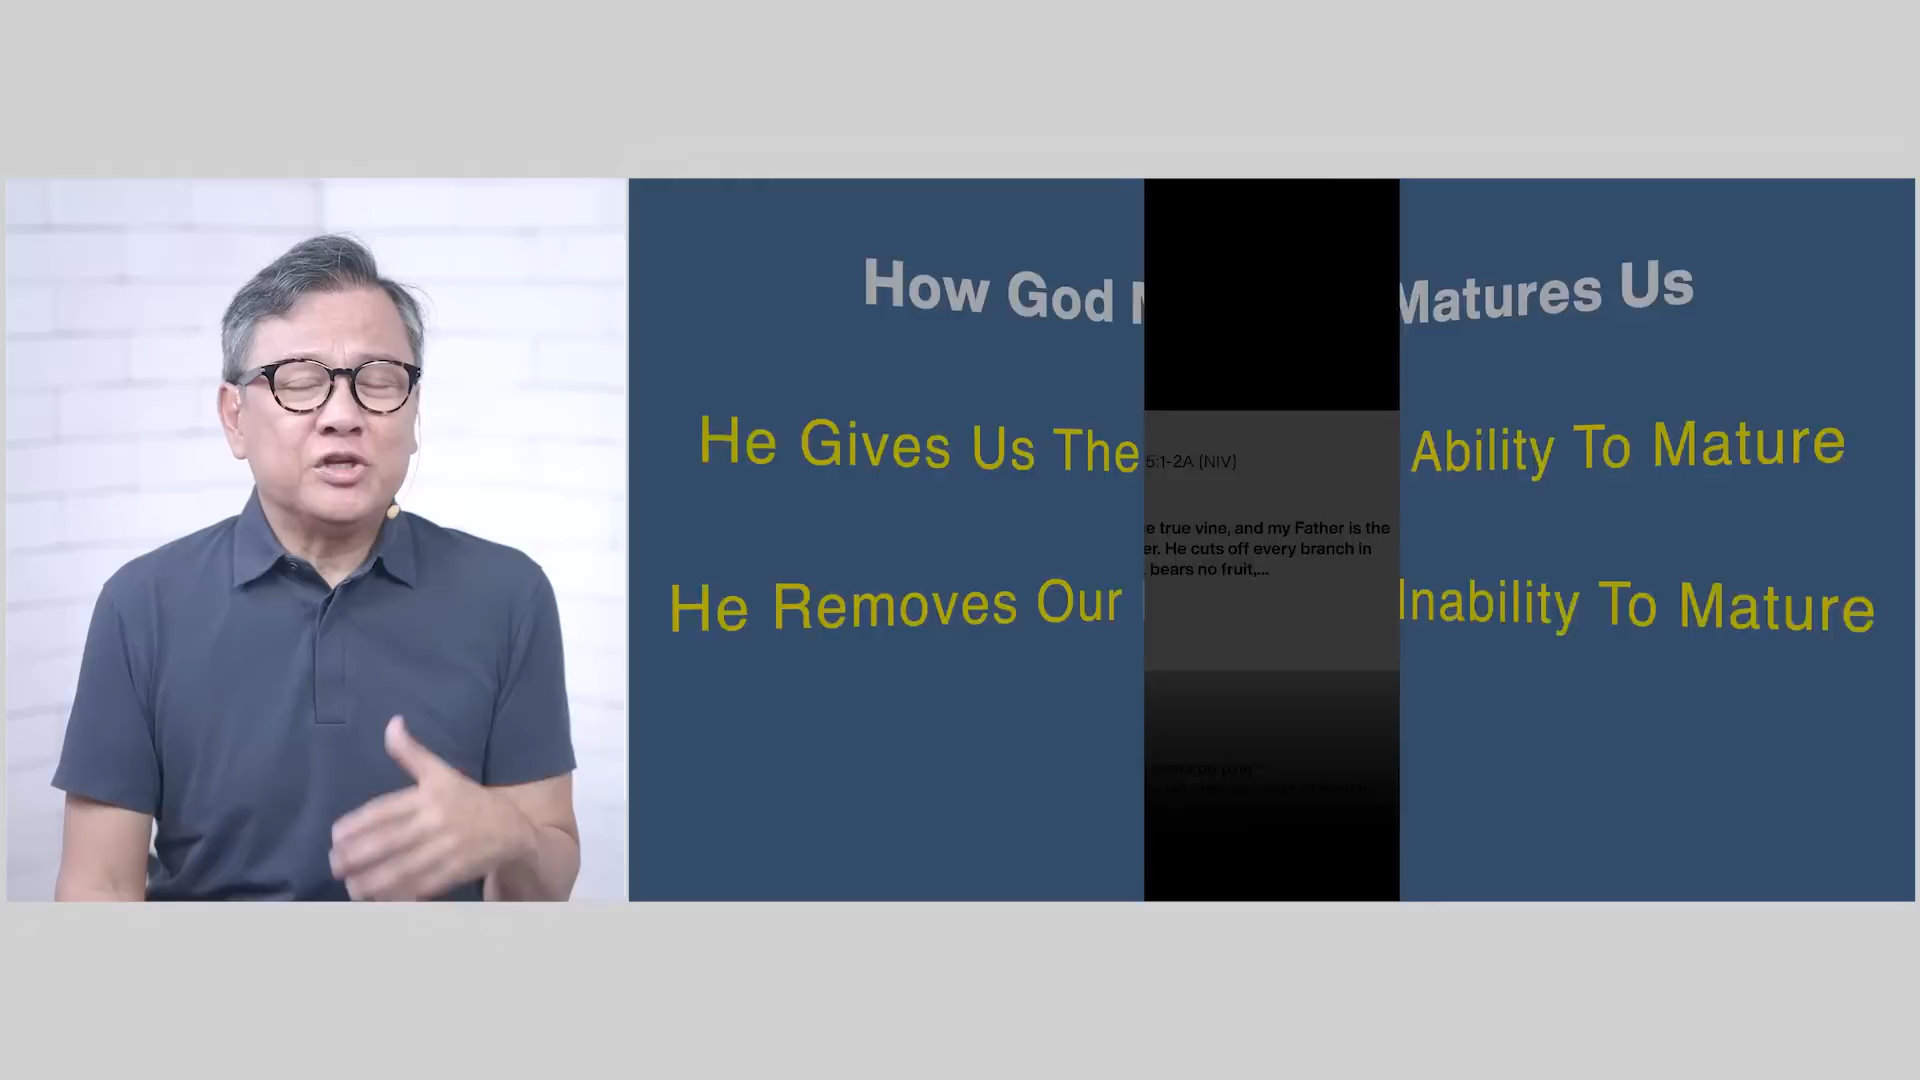 How God Matures Us
He Gives Us The Ability To Mature
5:1-2A (NIV)
e true vine, and my Father is the
er. He cuts off every branch in
bears no fruit,...
He Removes Our Inability To Mature